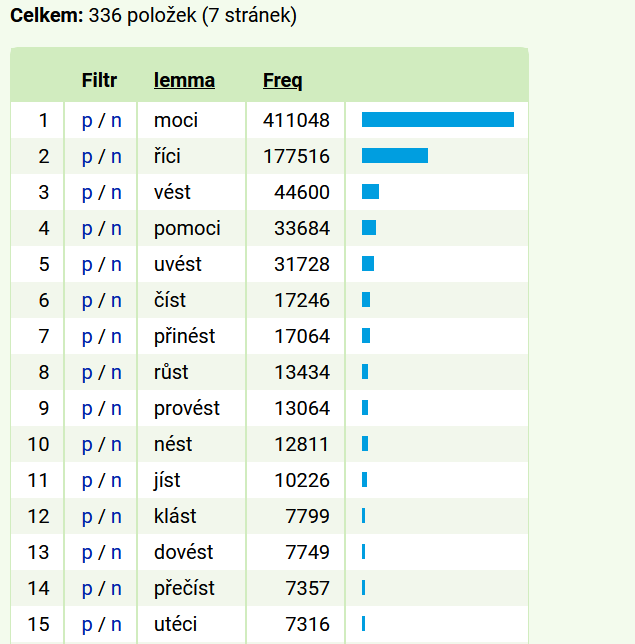 Celkem: 336 položek (7 stránek)
Filtr lemma Freq
1 p / n moci 411048
2 p / n říci 177516
3 p / n vést 44600
4 p / n pomoci 33684
5 p / n uvést 31728
6 p / n číst 17246
7 p / n přinést 17064
8 p / n růst 13434
9 p / n provést 13064
10 p / n nést 12811
11 p / n jíst 10226
12 p / n klást 7799
13 p / n dovést 7749
14 p / n přečíst 7357
15 p / n utéci 7316